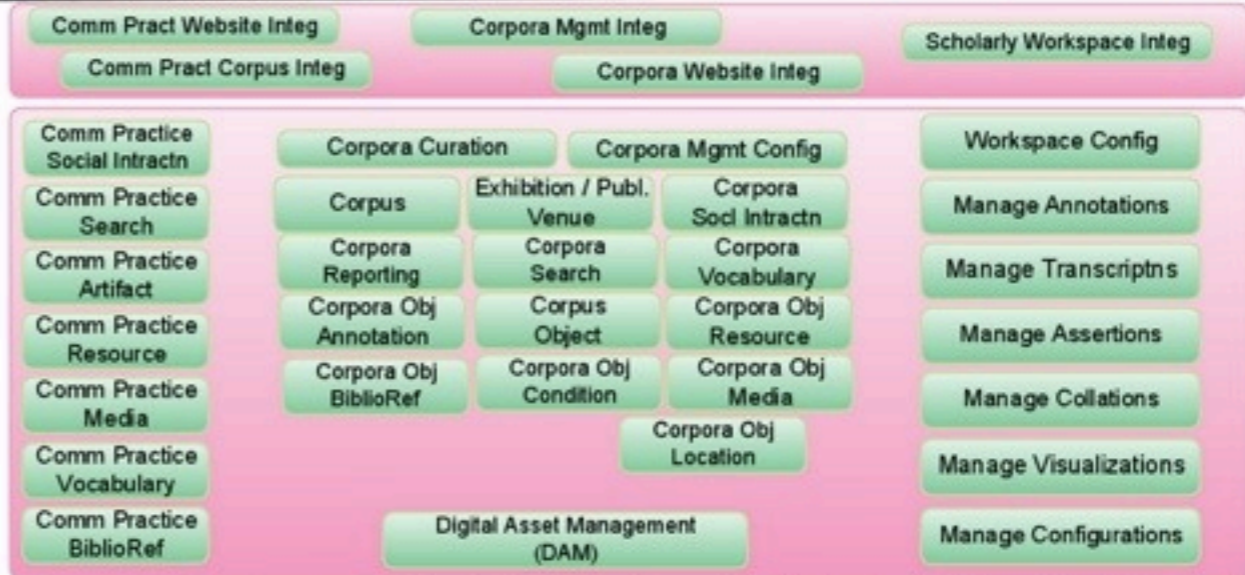 Comm Pract Website Integ
Corpora Mgmt Integ
Scholarly Workspace Integ
Comm Pract Corpus Integ
Corpora Website Integ
Comm Practice
Social Intractn
Comm Practice
Search
Comm Practice
Artifact
Comm Practice
Resource
Comm Practice
Media
Comm Practice
Vocabulary
Comm Practice
BiblioRef
Corpora Curation
Corpora Mgmt Config
Corpus
Exhibition / Publ.
Venue
Corpora
Socl Intractn
Corpora
Reporting
Corpora
Search
Corpora
Vocabulary
Corpora Obj
Annotation
Corpus
Object
Corpora Obj
Resource
Corpora Obj
BiblioRef
Corpora Obj
Condition
Corpora Obj
Media
Corpora Obj
Location
Digital Asset Management
(DAM)
Workspace Config
Manage Annotations
Manage Transcriptns
Manage Assertions
Manage Collations
Manage Visualizations
Manage Configurations